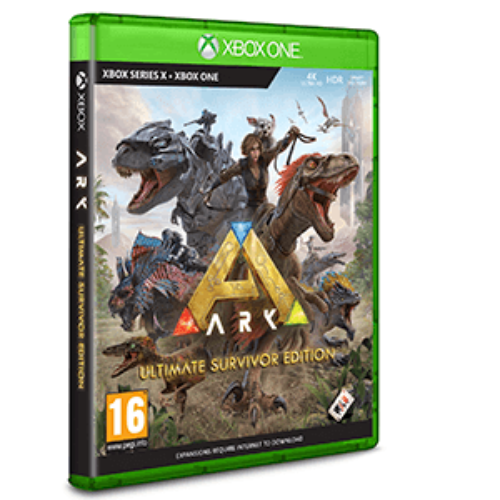 XBOX ONE
XBOX SERIES X • XBOX ONE
4K
HDR
XBOX
ARK
ULTIMATE SURVIVOR EDITION
ARK
ULTIMATE SURVIVOR EDITION
16
www.pegi.info
EXPANSIONS REQUIRE INTERNET TO DOWNLOAD